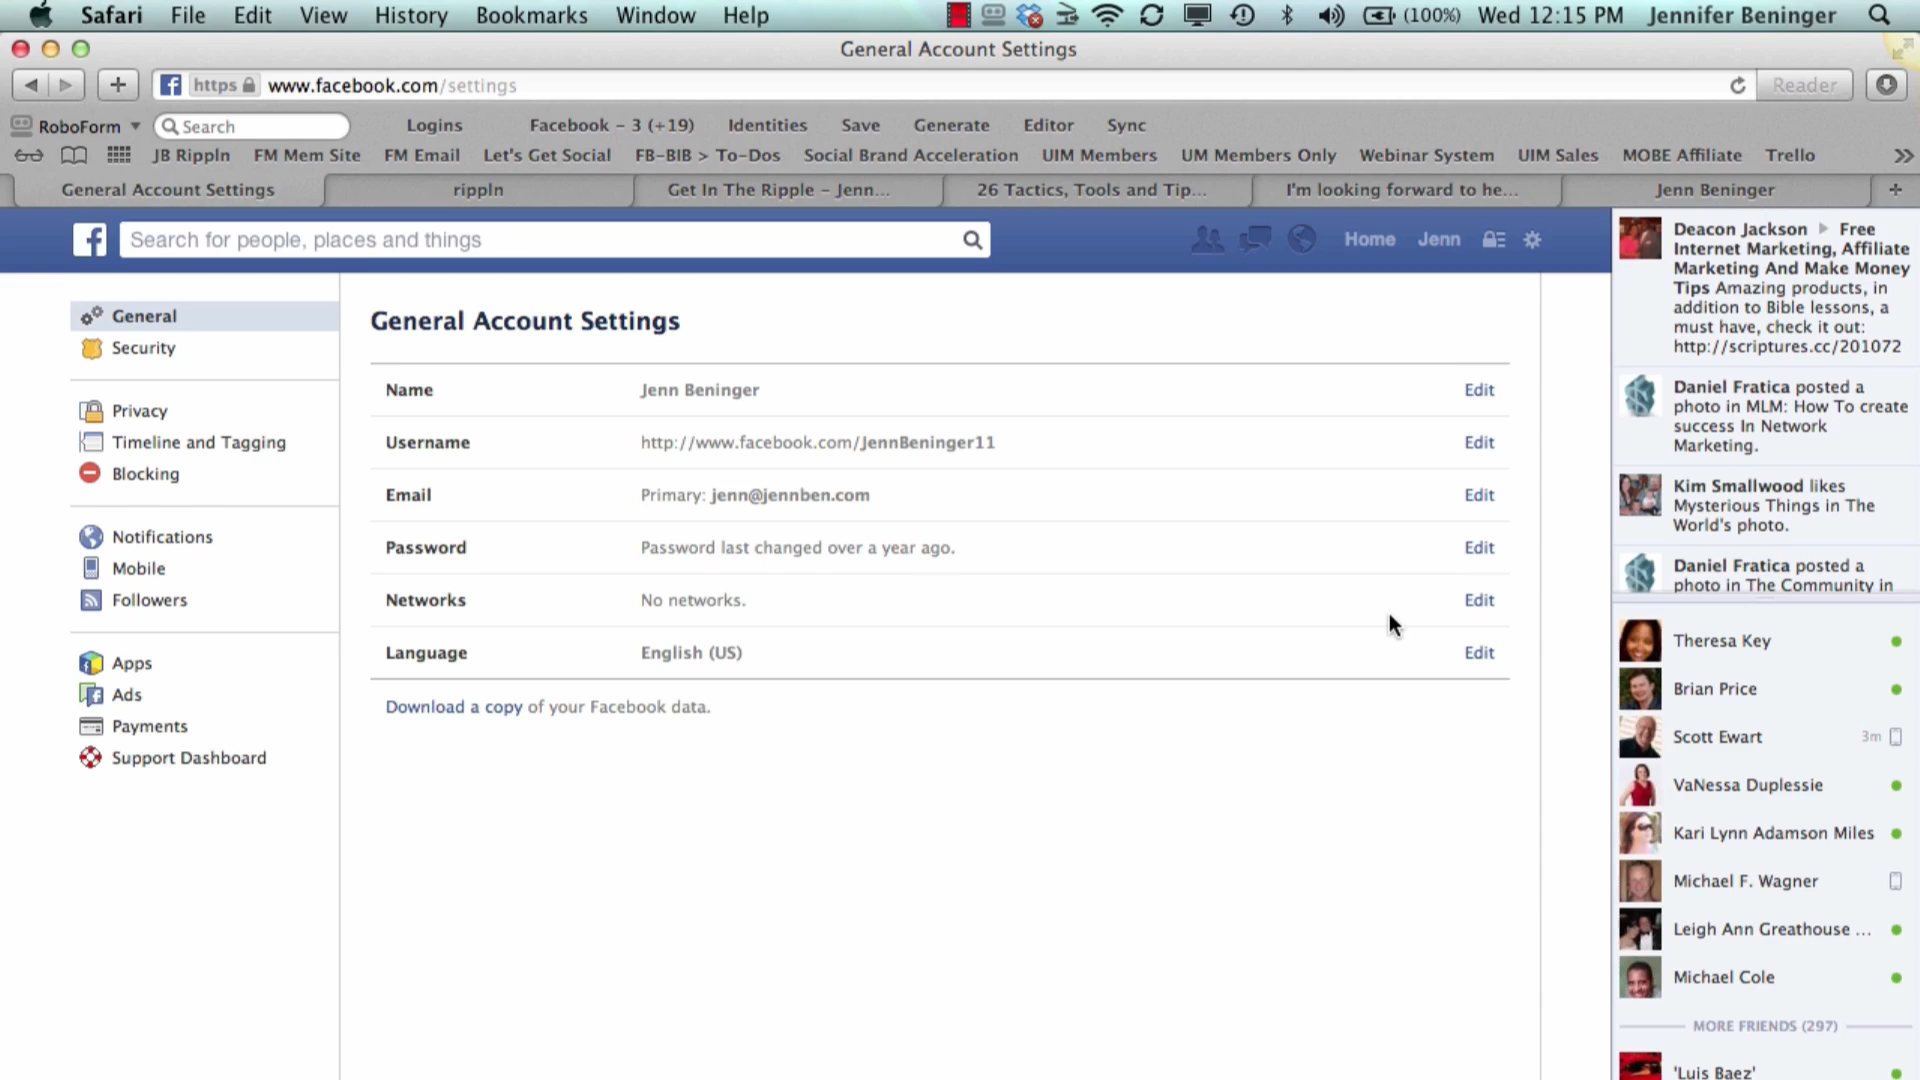 Safari File Edit View History Bookmarks Window Help (100%) Wed 12:15 PM Jennifer Beninger
General Account Settings
https www.facebook.com/settings Reader
RoboForm Search Logins Facebook – 3 (+19) Identities Save Generate Editor Sync
JB Rippln FM Mem Site FM Email Let's Get Social FB-BIB > To-Dos Social Brand Acceleration UIM Members UM Members Only Webinar System UIM Sales MOBE Affiliate Trello
General Account Settings rippln Get In The Ripple – Jenn... 26 Tactics, Tools and Tip... I'm looking forward to he... Jenn Beninger
Search for people, places and things Home Jenn
General
Security
Privacy
Timeline and Tagging
Blocking
Notifications
Mobile
Followers
Apps
Ads
Payments
Support Dashboard
General Account Settings
Name Jenn Beninger Edit
Username http://www.facebook.com/JennBeninger11 Edit
Email Primary: jenn@jennben.com Edit
Password Password last changed over a year ago. Edit
Networks No networks. Edit
Language English (US) Edit
Download a copy of your Facebook data.
Deacon Jackson ▸ Free
Internet Marketing, Affiliate
Marketing And Make Money
Tips Amazing products, in
addition to Bible lessons, a
must have, check it out:
http://scriptures.cc/201072
Daniel Fratica posted a
photo in MLM: How To create
success In Network
Marketing.
Kim Smallwood likes
Mysterious Things in The
World's photo.
Daniel Fratica posted a
photo in The Community in
Theresa Key
Brian Price
Scott Ewart 3m
VaNessa Duplessie
Kari Lynn Adamson Miles
Michael F. Wagner
Leigh Ann Greathouse ...
Michael Cole
MORE FRIENDS (297)
'Luis Baez'